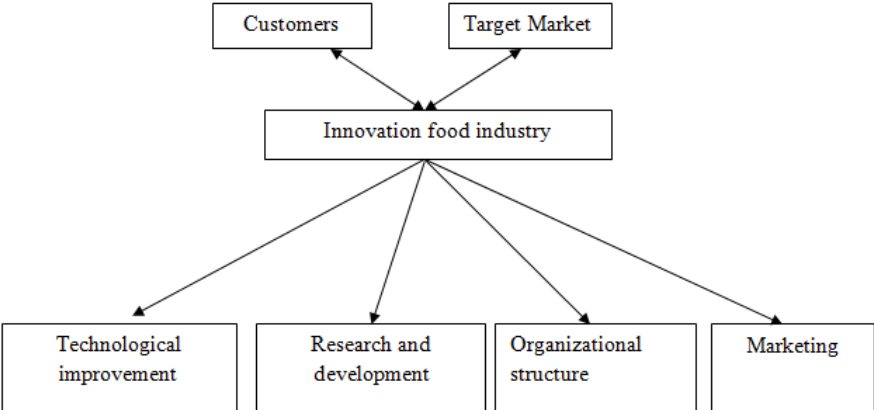 Customers
Target Market
Innovation food industry
Technological
improvement
Research and
development
Organizational
structure
Marketing